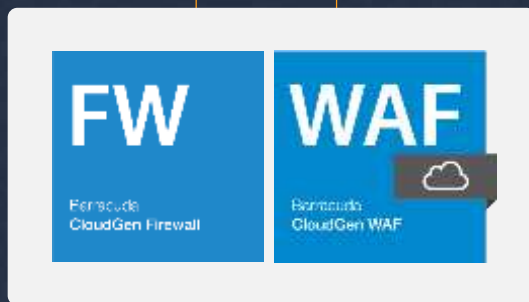 FW
Barracuda
CloudGen Firewall
WAF
Barracuda
CloudGen WAF